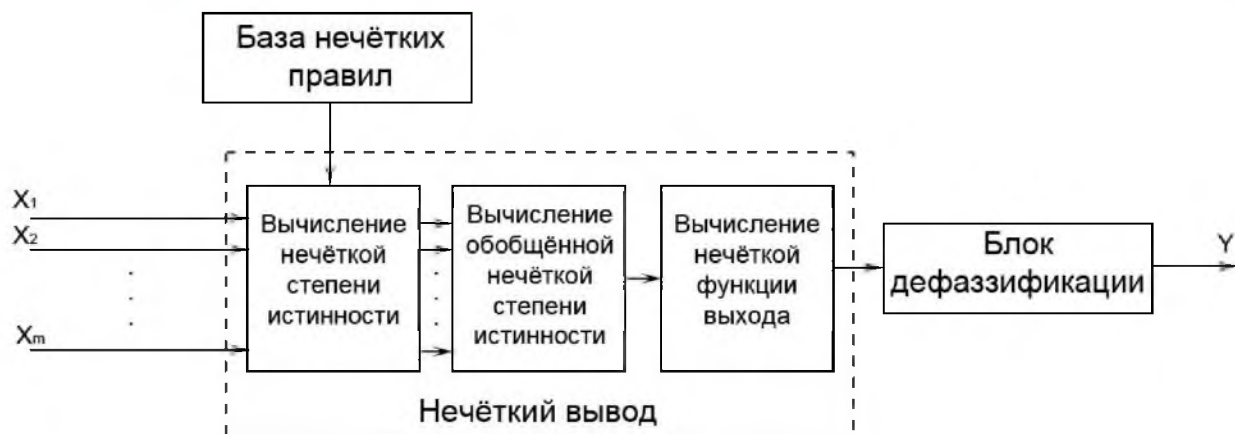 База нечётких
правил
X1
X2
Xm
Вычисление
нечёткой
степени
истинности
Вычисление
обобщённой
нечёткой
степени
истинности
Вычисление
нечёткой
функции
выхода
Блок
дефаззификации
Y
Нечёткий вывод